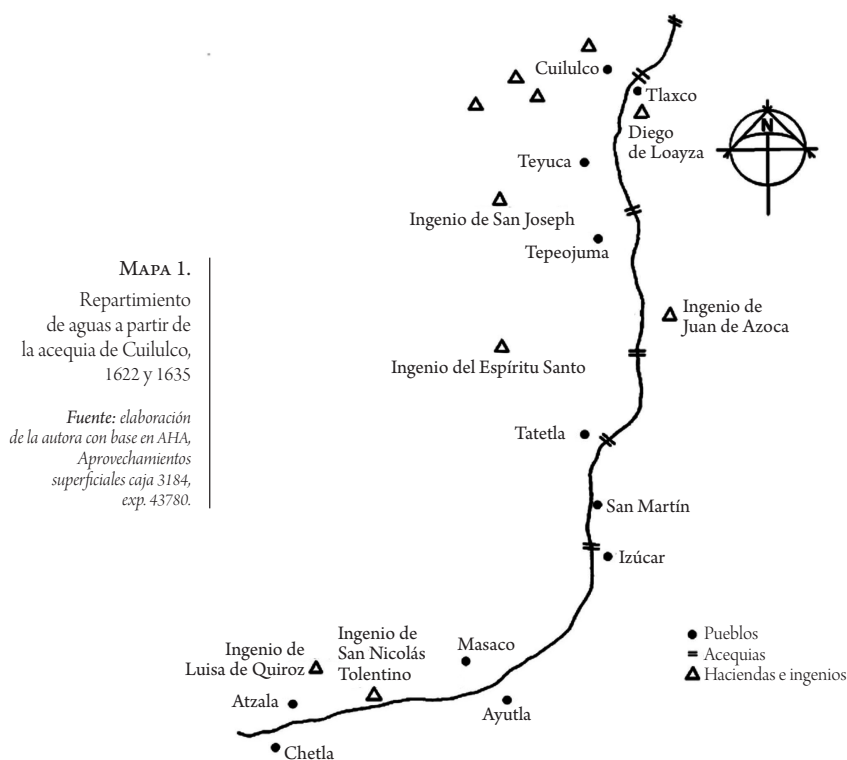 MAPA 1.
Repartimiento
de aguas a partir de
la acequia de Cuilulco,
1622 y 1635
Fuente: elaboración
de la autora con base en AHA,
Aprovechamientos
superficiales caja 3184,
exp. 43780.
Cuilulco
Tlaxco
Diego
de Loayza
N
Teyuca
Ingenio de San Joseph
Tepeojuma
Ingenio de
Juan de Azoca
Ingenio del Espíritu Santo
Tatetla
San Martín
Izúcar
Ingenio de
Luisa de Quiroz
Ingenio de
San Nicolás
Tolentino
Masaco
Atzala
Ayutla
Chetla
Pueblos
Acequias
Haciendas e ingenios